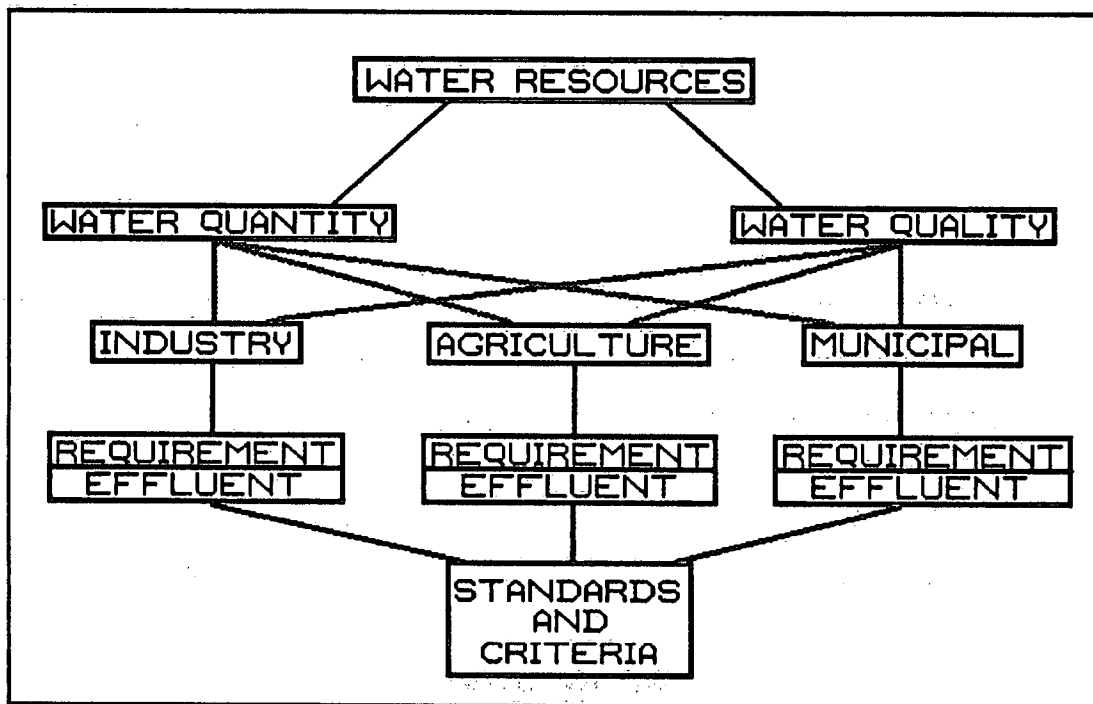 WATER RESOURCES
WATER QUANTITY
WATER QUALITY
INDUSTRY
AGRICULTURE
MUNICIPAL
REQUIREMENT
EFFLUENT
REQUIREMENT
EFFLUENT
REQUIREMENT
EFFLUENT
STANDARDS
AND
CRITERIA